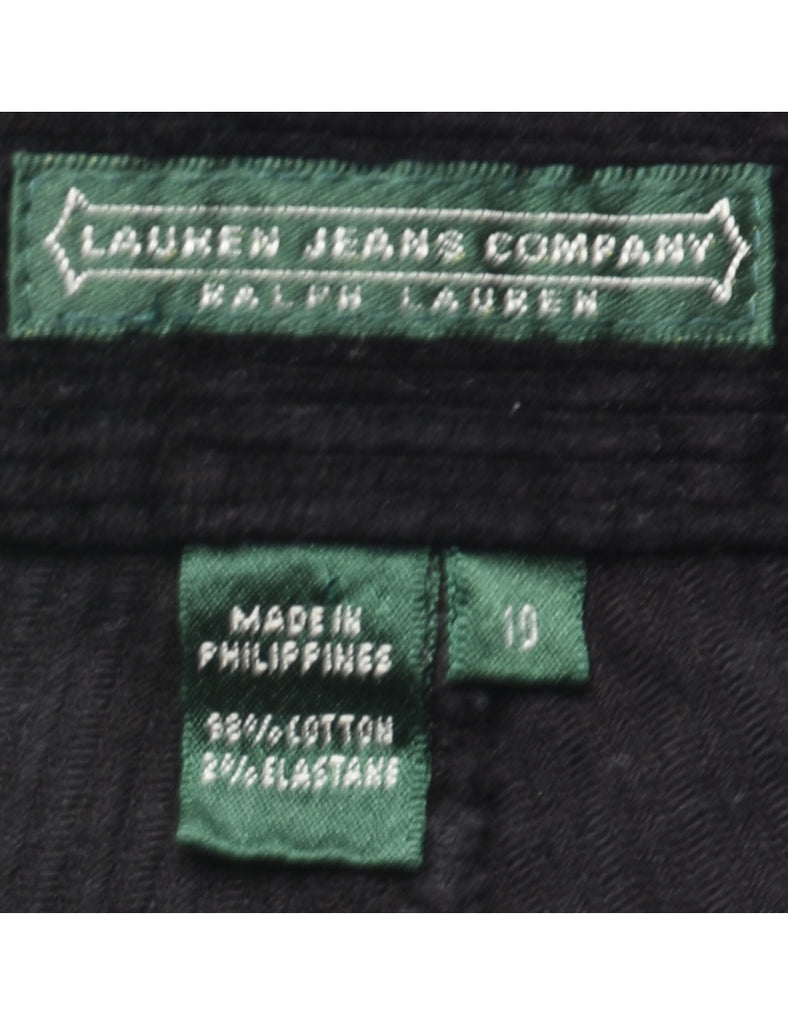 LAUREN JEANS COMPANY
RALPH LAUREN
MADE IN
PHILIPPINES
10
98% COTTON
2% ELASTANE